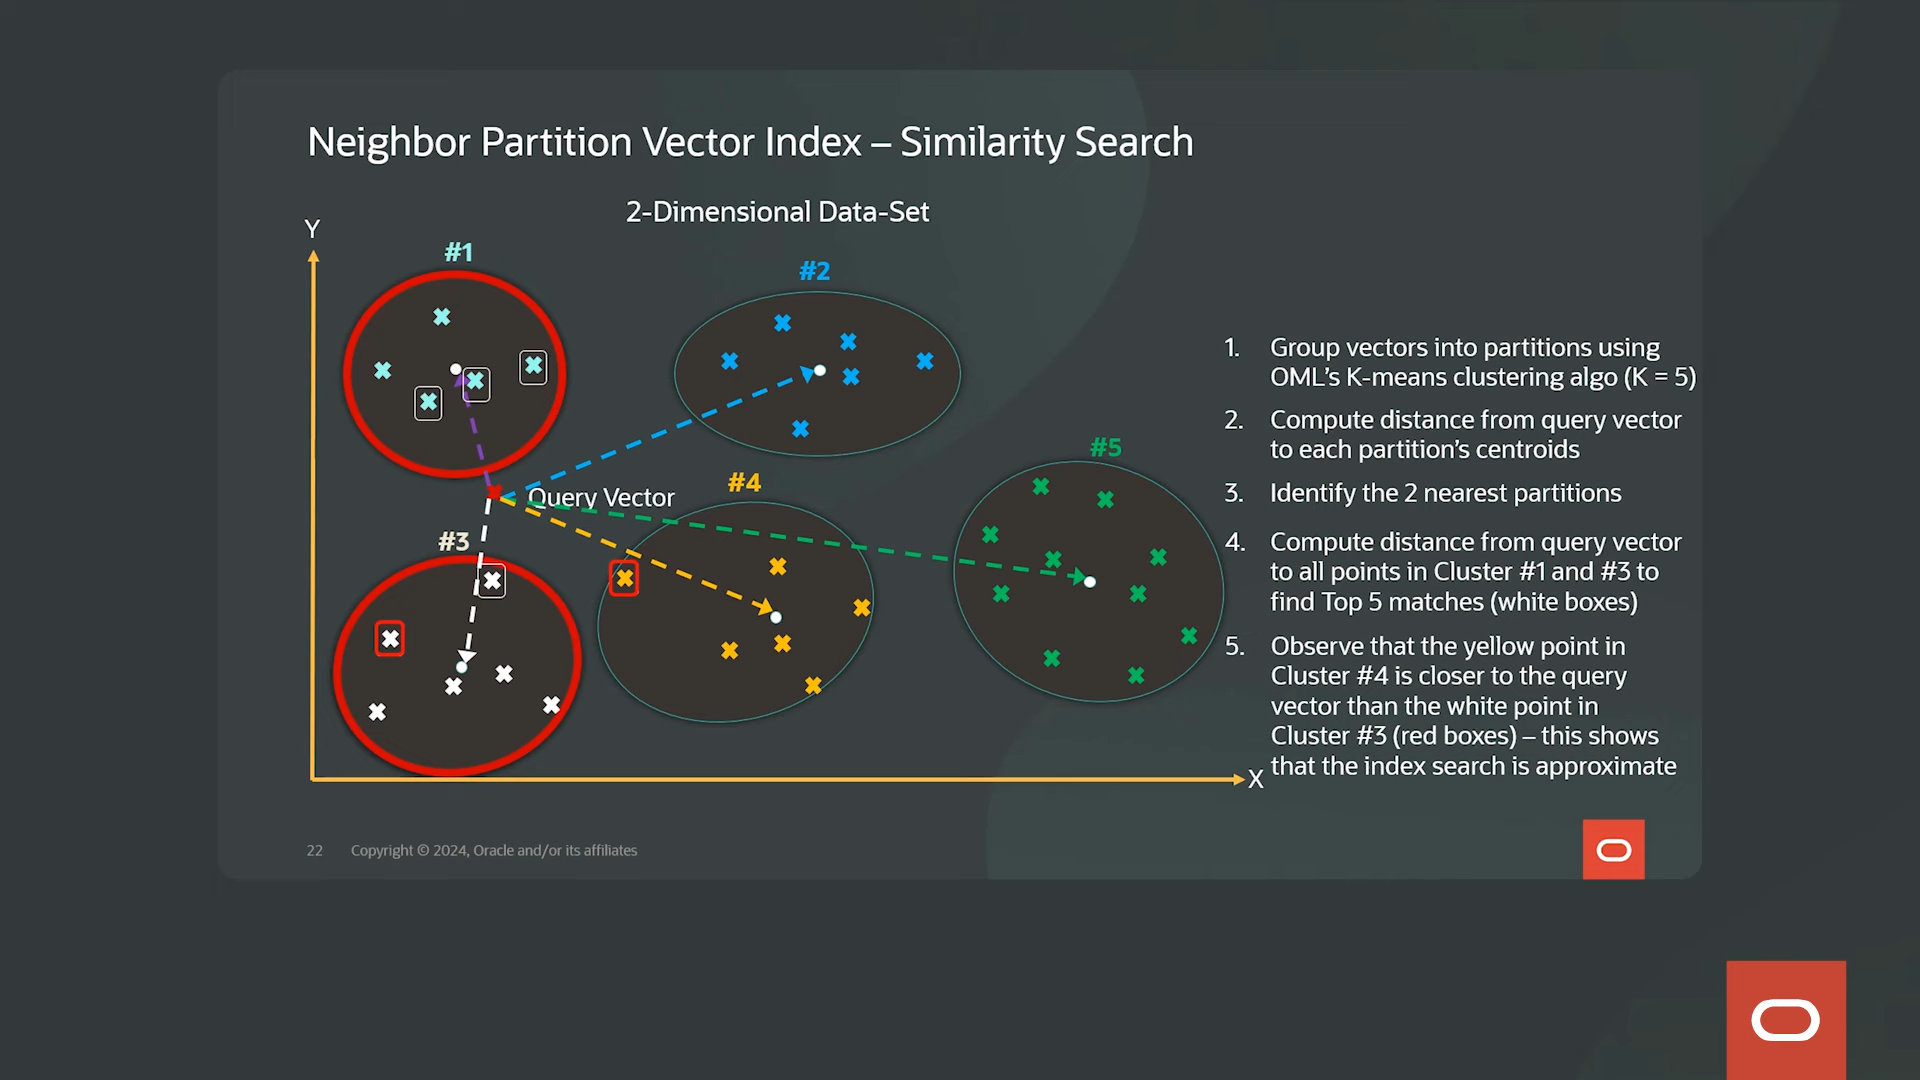 Neighbor Partition Vector Index – Similarity Search
2-Dimensional Data-Set
Y
#1
#2
#5
#4
Query Vector
#3
X
1. Group vectors into partitions using
OML's K-means clustering algo (K = 5)
2. Compute distance from query vector
to each partition's centroids
3. Identify the 2 nearest partitions
4. Compute distance from query vector
to all points in Cluster #1 and #3 to
find Top 5 matches (white boxes)
5. Observe that the yellow point in
Cluster #4 is closer to the query
vector than the white point in
Cluster #3 (red boxes) – this shows
that the index search is approximate
22 Copyright © 2024, Oracle and/or its affiliates